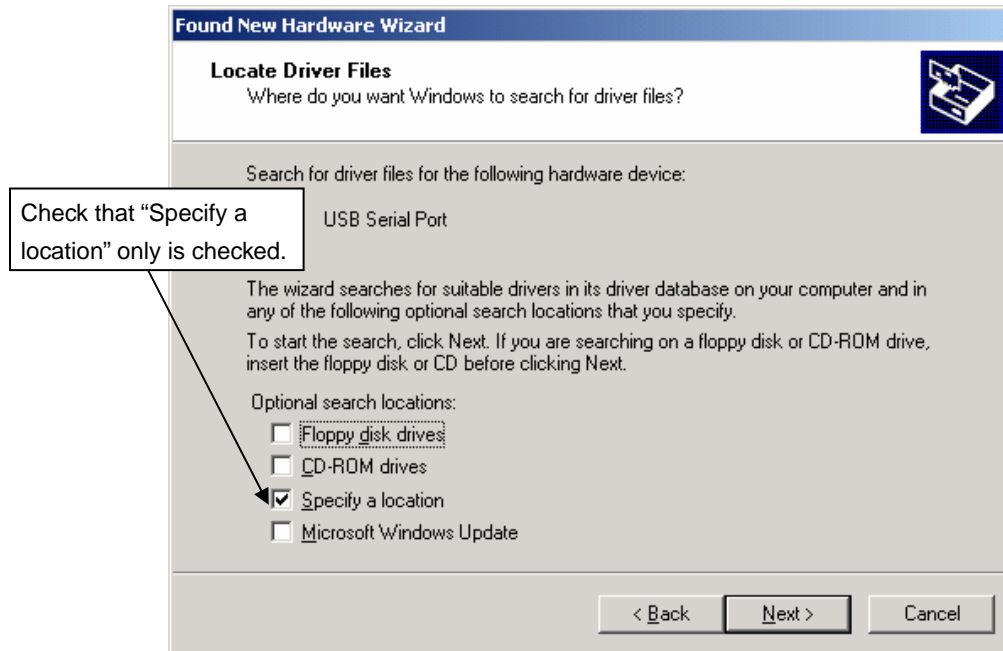 Found New Hardware Wizard
Locate Driver Files
Where do you want Windows to search for driver files?
Search for driver files for the following hardware device:
Check that “Specify a
location” only is checked.
USB Serial Port
The wizard searches for suitable drivers in its driver database on your computer and in
any of the following optional search locations that you specify.
To start the search, click Next. If you are searching on a floppy disk or CD-ROM drive,
insert the floppy disk or CD before clicking Next.
Optional search locations:
Floppy disk drives
CD-ROM drives
Specify a location
Microsoft Windows Update
< Back
Next >
Cancel